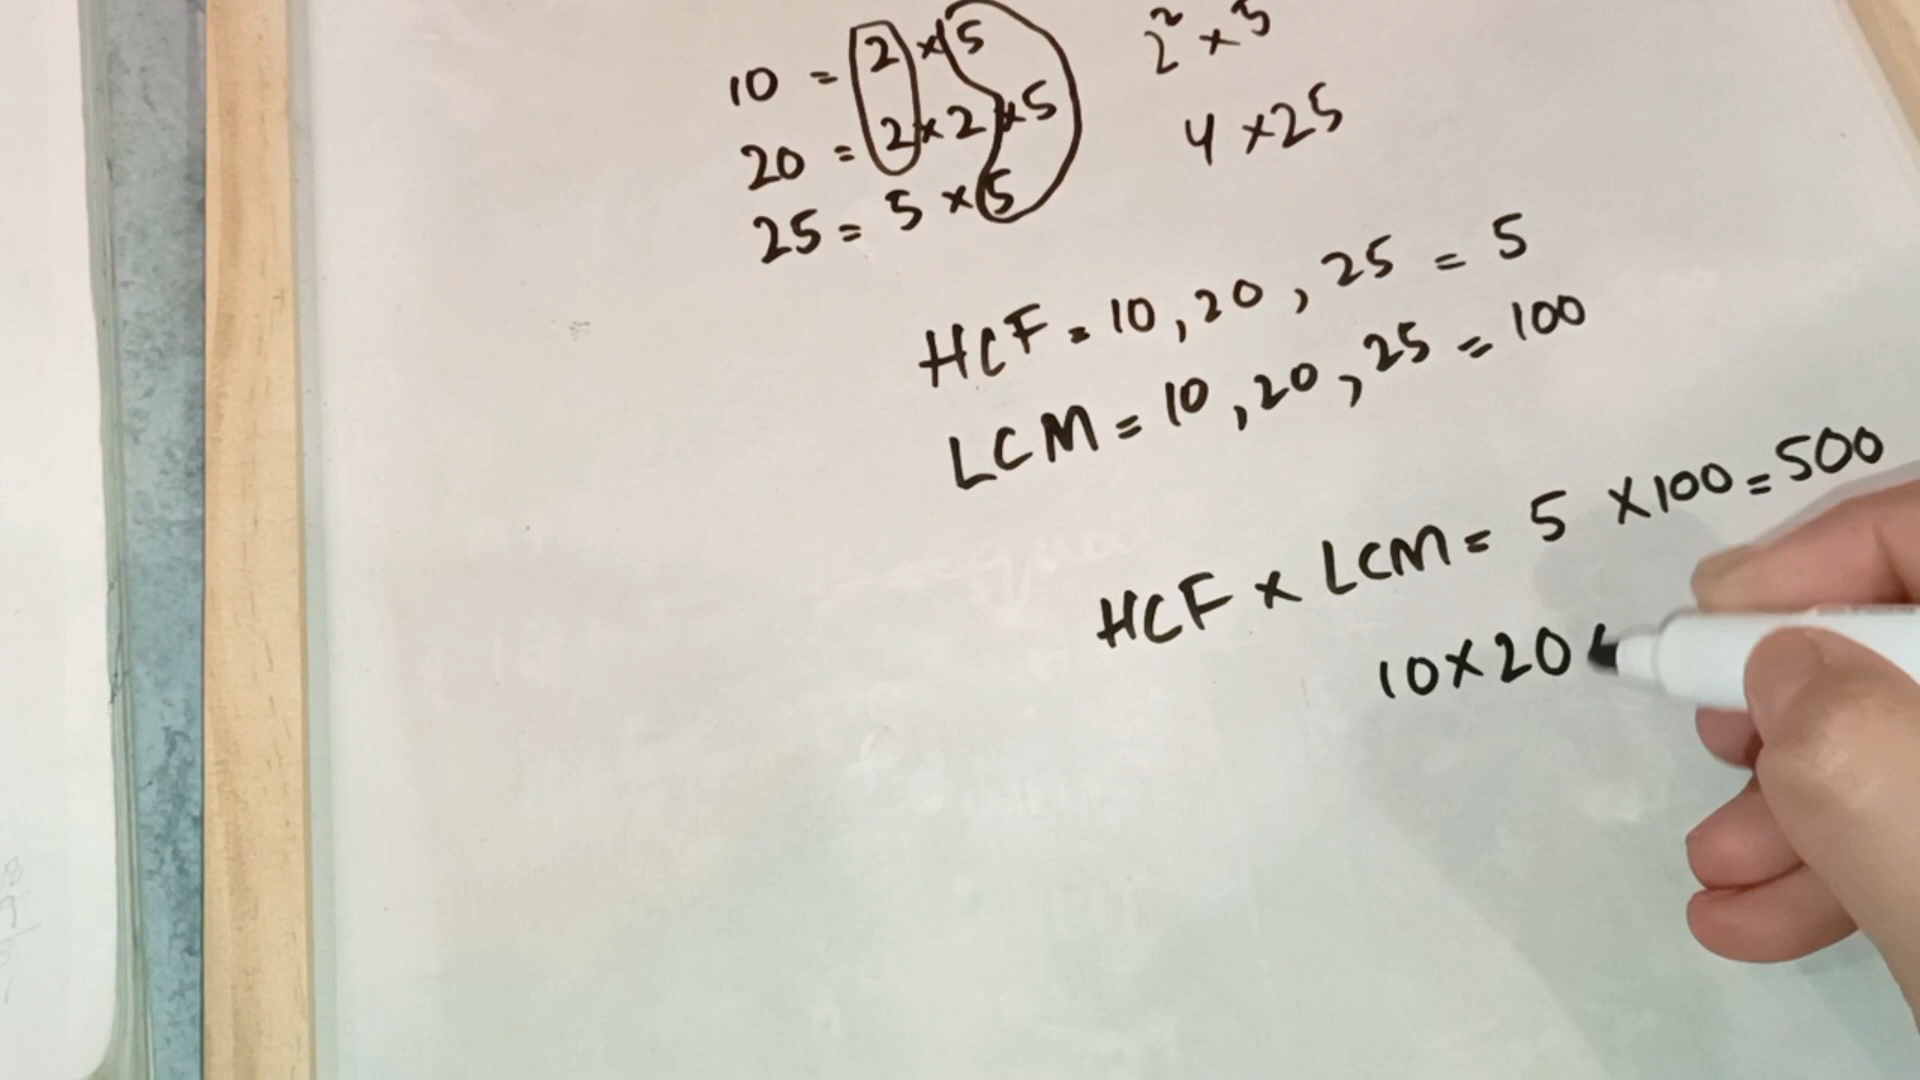 10 = 2 × 5
20 = 2 × 2 × 5
25 = 5 × 5
2² × 5
4 × 25
HCF = 10, 20, 25 = 5
LCM = 10, 20, 25 = 100
HCF × LCM = 5 × 100 = 500
10 × 20